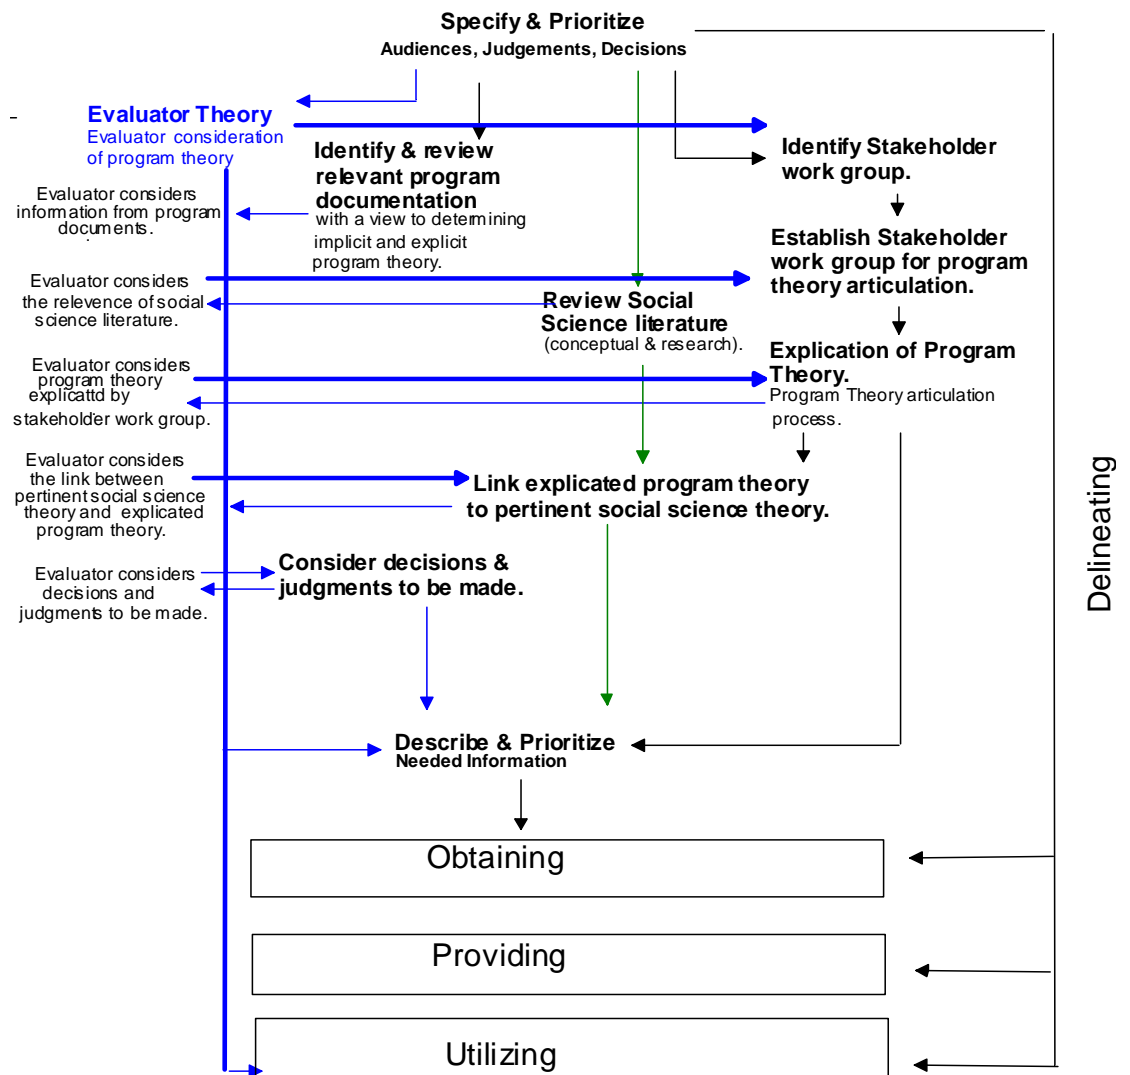 Specify & Prioritize
Audiences, Judgements, Decisions
Evaluator Theory
Evaluator consideration
of program theory
Identify & review
relevant program
documentation
with a view to determining
implicit and explicit
program theory.
Identify Stakeholder
work group.
Evaluator considers
information from program
documents.
Establish Stakeholder
work group for program
theory articulation.
Evaluator considers
the relevence of social
science literature.
Review Social
Science literature
(conceptual & research).
Explication of Program
Theory.
Program Theory articulation
process.
Evaluator considers
program theory
explicattd by
stakeholder work group.
Evaluator considers
the link between
pertinent social science
theory and explicated
program theory.
Link explicated program theory
to pertinent social science theory.
Delineating
Consider decisions &
judgments to be made.
Evaluator considers
decisions and
judgments to be made.
Describe & Prioritize
Needed Information
Obtaining
Providing
Utilizing